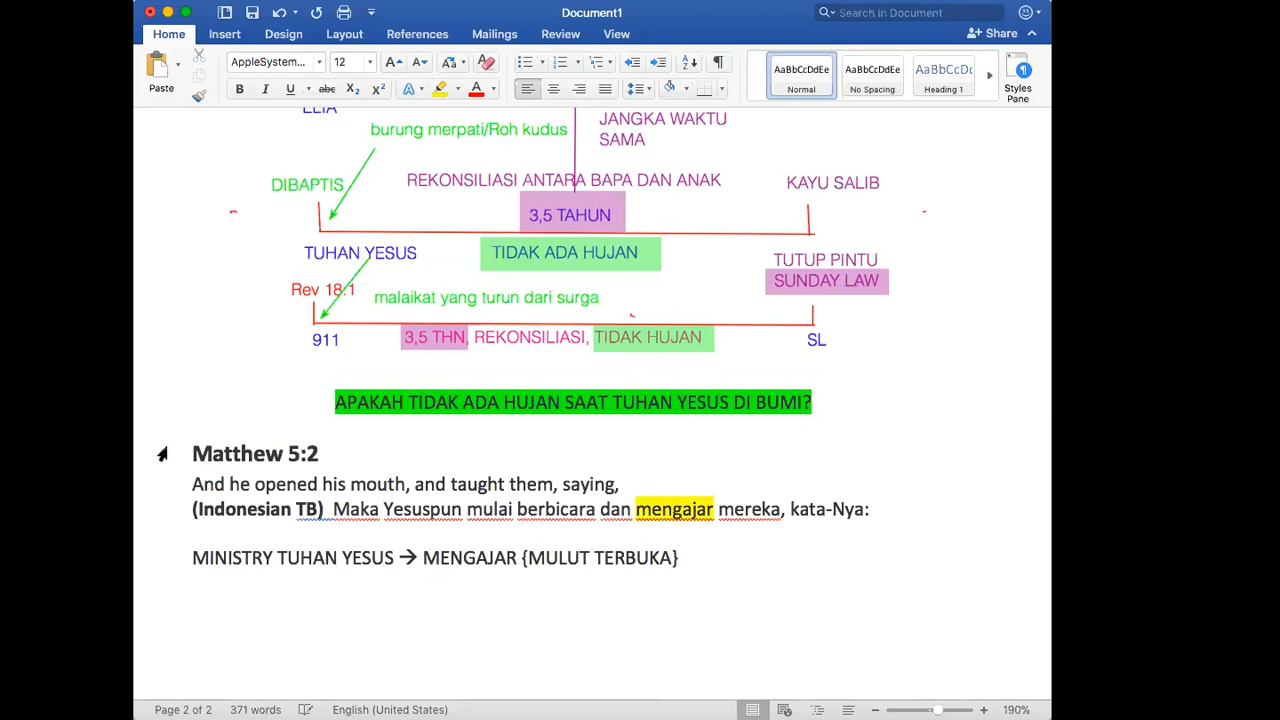 Document1
Search in Document
Home Insert Design Layout References Mailings Review View
Share
Paste
AppleSystem... 12
AaBbCcDdEe AaBbCcDdEe AaBbCcDc
Normal No Spacing Heading 1
Styles Pane
ELIA
burung merpati/Roh kudus
JANGKA WAKTU
SAMA
DIBAPTIS
REKONSILIASI ANTARA BAPA DAN ANAK
KAYU SALIB
3,5 TAHUN
TUHAN YESUS
TIDAK ADA HUJAN
TUTUP PINTU
SUNDAY LAW
Rev 18.1
malaikat yang turun dari surga
911
3,5 THN, REKONSILIASI, TIDAK HUJAN
SL
APAKAH TIDAK ADA HUJAN SAAT TUHAN YESUS DI BUMI?
Matthew 5:2
And he opened his mouth, and taught them, saying,
(Indonesian TB) Maka Yesuspun mulai berbicara dan mengajar mereka, kata-Nya:
MINISTRY TUHAN YESUS → MENGAJAR {MULUT TERBUKA}
Page 2 of 2 371 words English (United States) 190%